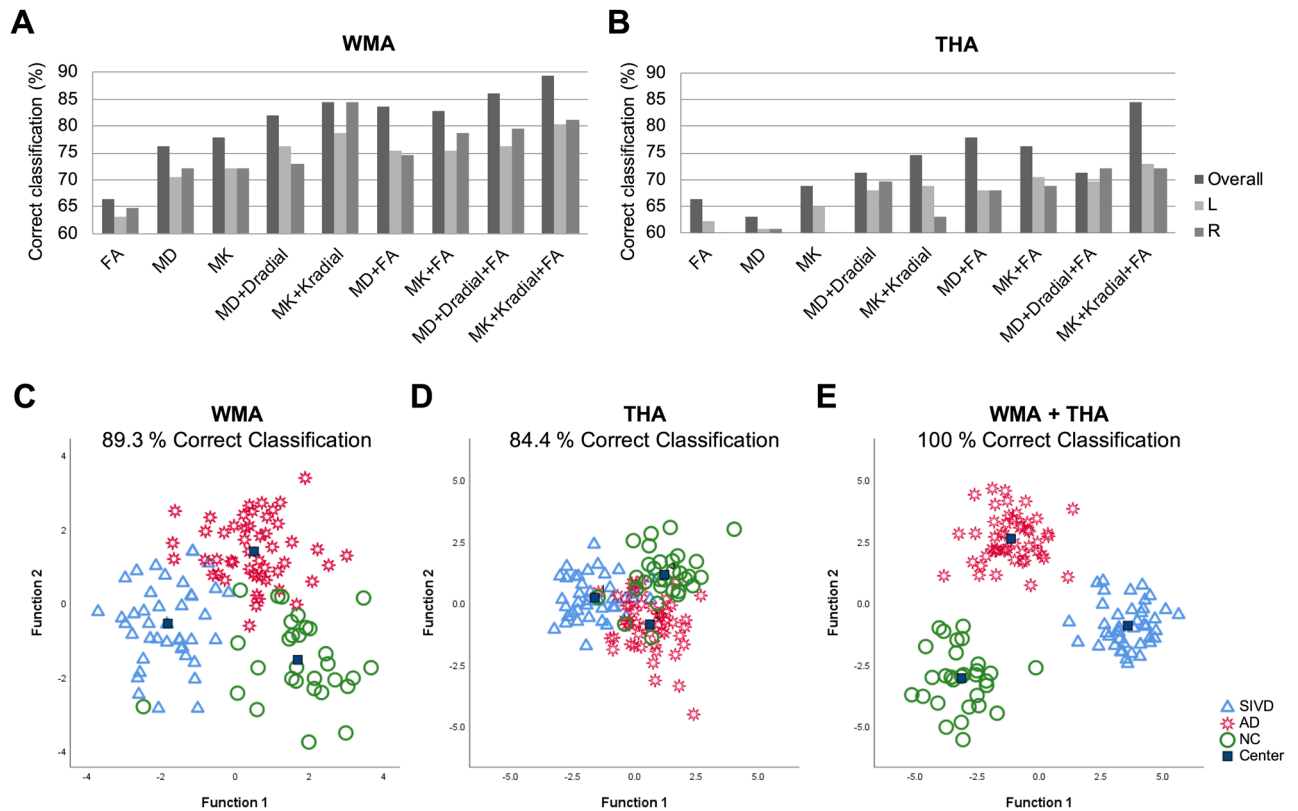 A
WMA
Correct classification (%)
90
85
80
75
70
65
60
FA
MD
MK
MD+Dradial
MK+Kradial
MD+FA
MK+FA
MD+Dradial+FA
MK+Kradial+FA
B
THA
Correct classification (%)
90
85
80
75
70
65
60
FA
MD
MK
MD+Dradial
MK+Kradial
MD+FA
MK+FA
MD+Dradial+FA
MK+Kradial+FA
Overall
L
R
C
WMA
89.3 % Correct Classification
Function 2
4
2
0
-2
-4
-4
-2
0
2
4
Function 1
D
THA
84.4 % Correct Classification
Function 2
5.0
2.5
0.0
-2.5
-5.0
-5.0
-2.5
0.0
2.5
5.0
Function 1
E
WMA + THA
100 % Correct Classification
Function 2
5.0
2.5
0.0
-2.5
-5.0
-5.0
-2.5
0.0
2.5
5.0
Function 1
SIVD
AD
NC
Center